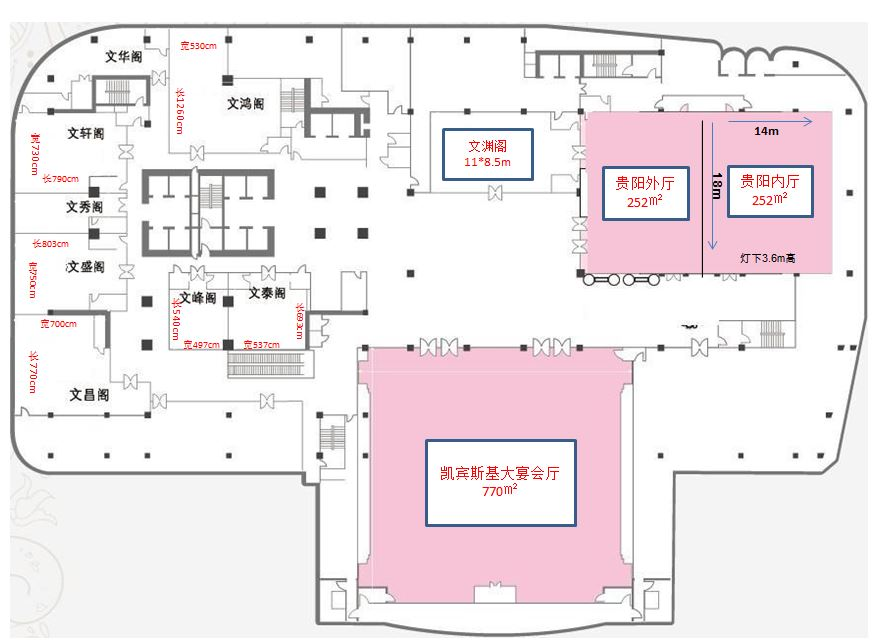 文华阁
宽530cm
长1260cm
文鸿阁
文轩阁
长730cm
长790cm
文秀阁
长803cm
长750cm
文盛阁
宽700cm
长770cm
文昌阁
文峰阁
长540cm
宽497cm
文泰阁
长693cm
宽537cm
文渊阁
11*8.5m
贵阳外厅
252㎡
贵阳内厅
252㎡
14m
18m
灯下3.6m高
凯宾斯基大宴会厅
770㎡